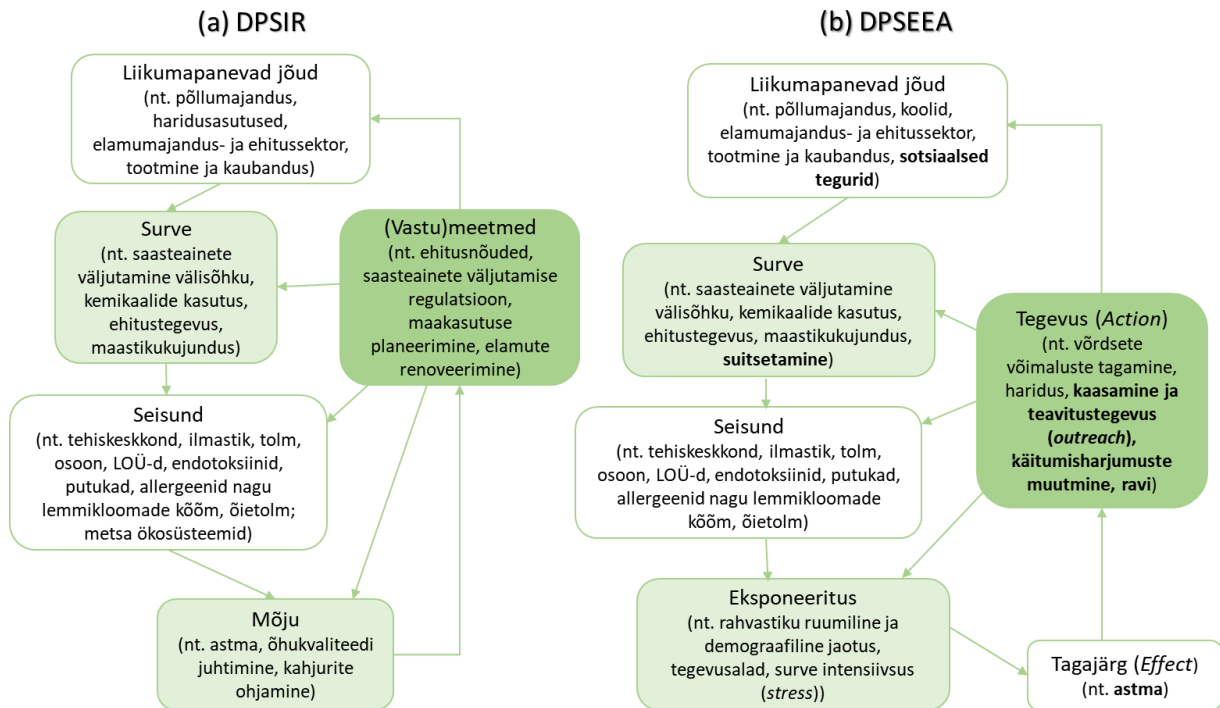 (a) DPSIR
Liikumapanevad jõud
(nt. põllumajandus,
haridusasutused,
elamumajandus- ja ehitussektor,
tootmine ja kaubandus)
Surve
(nt. saasteainete
väljutamine välisõhku,
kemikaalide kasutus,
ehitustegevus,
maastikukujundus)
(Vastu)meetmed
(nt. ehitusnõuded,
saasteainete väljutamise
regulatsioon,
maakasutuse
planeerimine, elamute
renoveerimine)
Seisund
(nt. tehiskeskkond, ilmastik, tolm,
osoon, LOÜ-d, endotoksiinid,
putukad, allergeenid nagu
lemmikloomade kõõm, õietolm;
metsa ökosüsteemid)
Mõju
(nt. astma, õhukvaliteedi
juhtimine, kahjurite
ohjamine)
(b) DPSEEA
Liikumapanevad jõud
(nt. põllumajandus, koolid,
elamumajandus- ja ehitussektor,
tootmine ja kaubandus, sotsiaalsed
tegurid)
Surve
(nt. saasteainete väljutamine
välisõhku, kemikaalide kasutus,
ehitustegevus, maastikukujundus,
suitsetamine)
Tegevus (Action)
(nt. võrdsete
võimaluste tagamine,
haridus, kaasamine ja
teavitustegevus
(outreach),
käitumisharjumuste
muutmine, ravi)
Seisund
(nt. tehiskeskkond, ilmastik, tolm,
osoon, LOÜ-d, endotoksiinid, putukad,
allergeenid nagu lemmikloomade
kõõm, õietolm)
Eksponeeritus
(nt. rahvastiku ruumiline ja
demograafiline jaotus,
tegevusalad, surve intensiivsus
(stress))
Tagajärg (Effect)
(nt. astma)